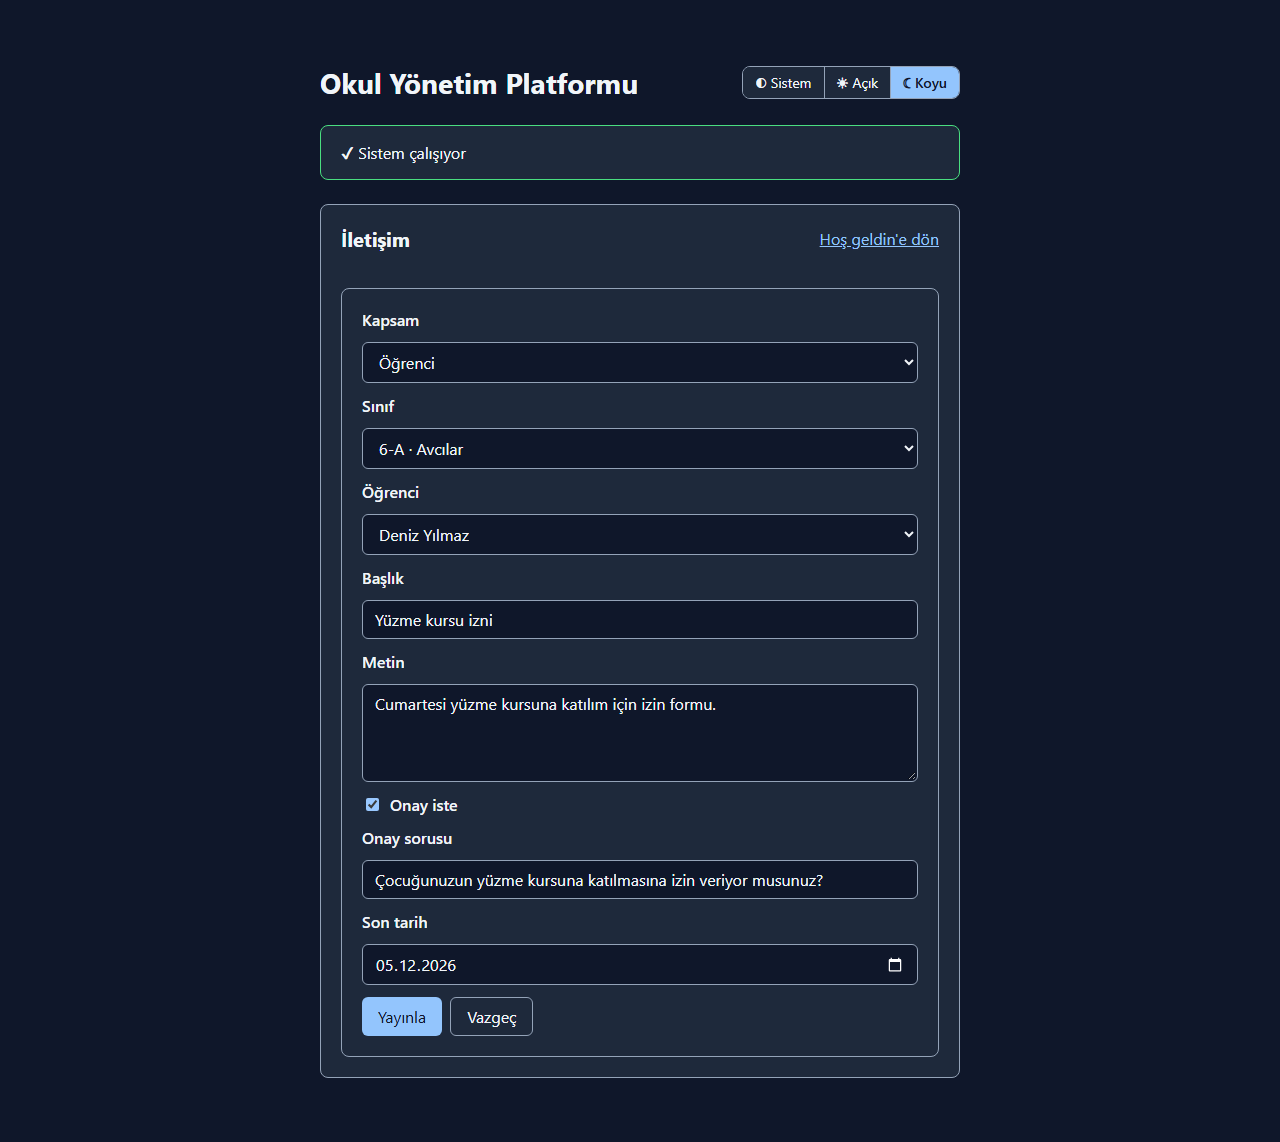 Okul Yönetim Platformu
Sistem
Açık
Koyu
Sistem çalışıyor
İletişim
Hoş geldin'e dön
Kapsam
Öğrenci
Sınıf
6-A · Avcılar
Öğrenci
Deniz Yılmaz
Başlık
Yüzme kursu izni
Metin
Cumartesi yüzme kursuna katılım için izin formu.
Onay iste
Onay sorusu
Çocuğunuzun yüzme kursuna katılmasına izin veriyor musunuz?
Son tarih
05.12.2026
Yayınla
Vazgeç